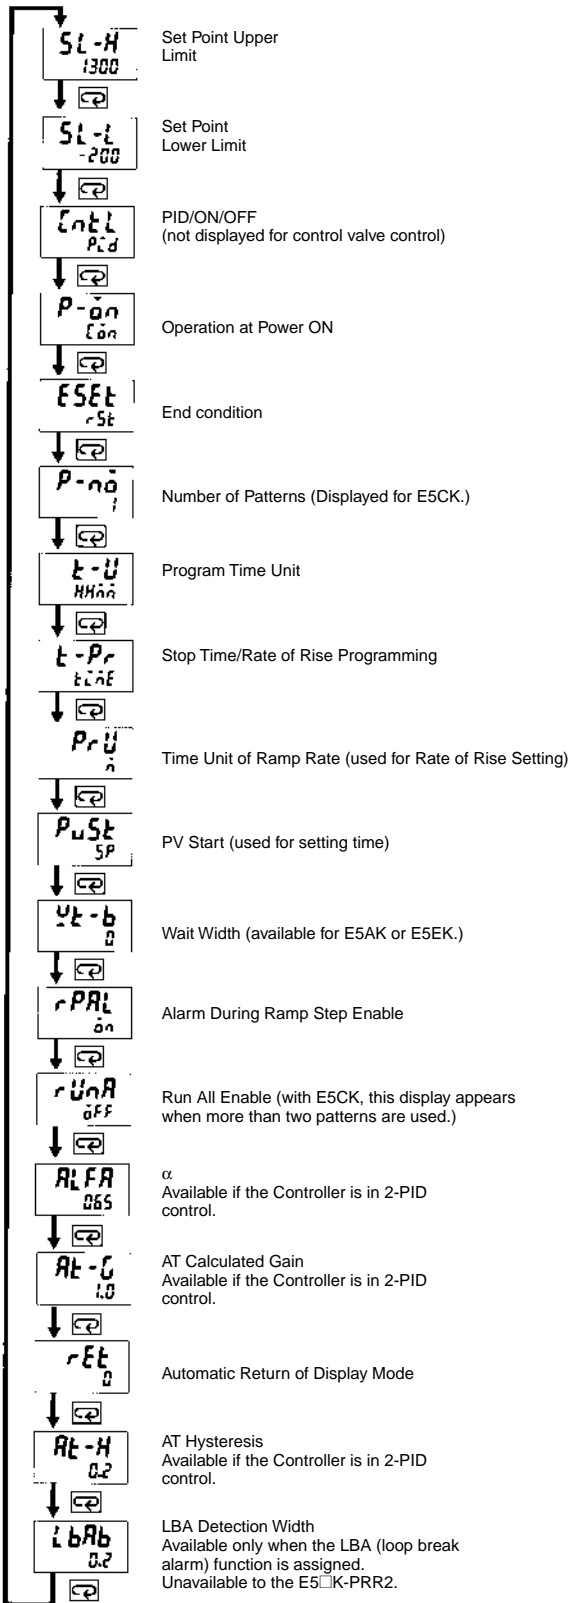 SL-H
1300
Set Point Upper
Limit
SL-L
-200
Set Point
Lower Limit
CntL
Pid
PID/ON/OFF
(not displayed for control valve control)
P-on
Con
Operation at Power ON
ESEt
rSt
End condition
P-no
1
Number of Patterns (Displayed for E5CK.)
t-U
HHmm
Program Time Unit
t-Pr
timE
Stop Time/Rate of Rise Programming
PrU
m
Time Unit of Ramp Rate (used for Rate of Rise Setting)
PvSt
SP
PV Start (used for setting time)
Wt-b
0
Wait Width (available for E5AK or E5EK.)
rPAL
on
Alarm During Ramp Step Enable
rUnA
oFF
Run All Enable (with E5CK, this display appears
when more than two patterns are used.)
ALFA
065
α
Available if the Controller is in 2-PID
control.
At-G
1.0
AT Calculated Gain
Available if the Controller is in 2-PID
control.
rEt
0
Automatic Return of Display Mode
At-H
0.2
AT Hysteresis
Available if the Controller is in 2-PID
control.
LbAb
0.2
LBA Detection Width
Available only when the LBA (loop break
alarm) function is assigned.
Unavailable to the E5□K-PRR2.